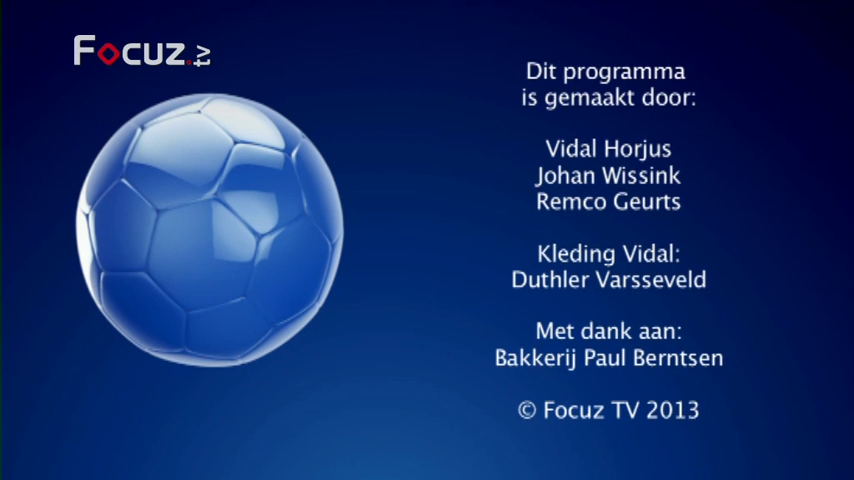 Focuz.tv
Dit programma
is gemaakt door:
Vidal Horjus
Johan Wissink
Remco Geurts
Kleding Vidal:
Duthler Varsseveld
Met dank aan:
Bakkerij Paul Berntsen
© Focuz TV 2013